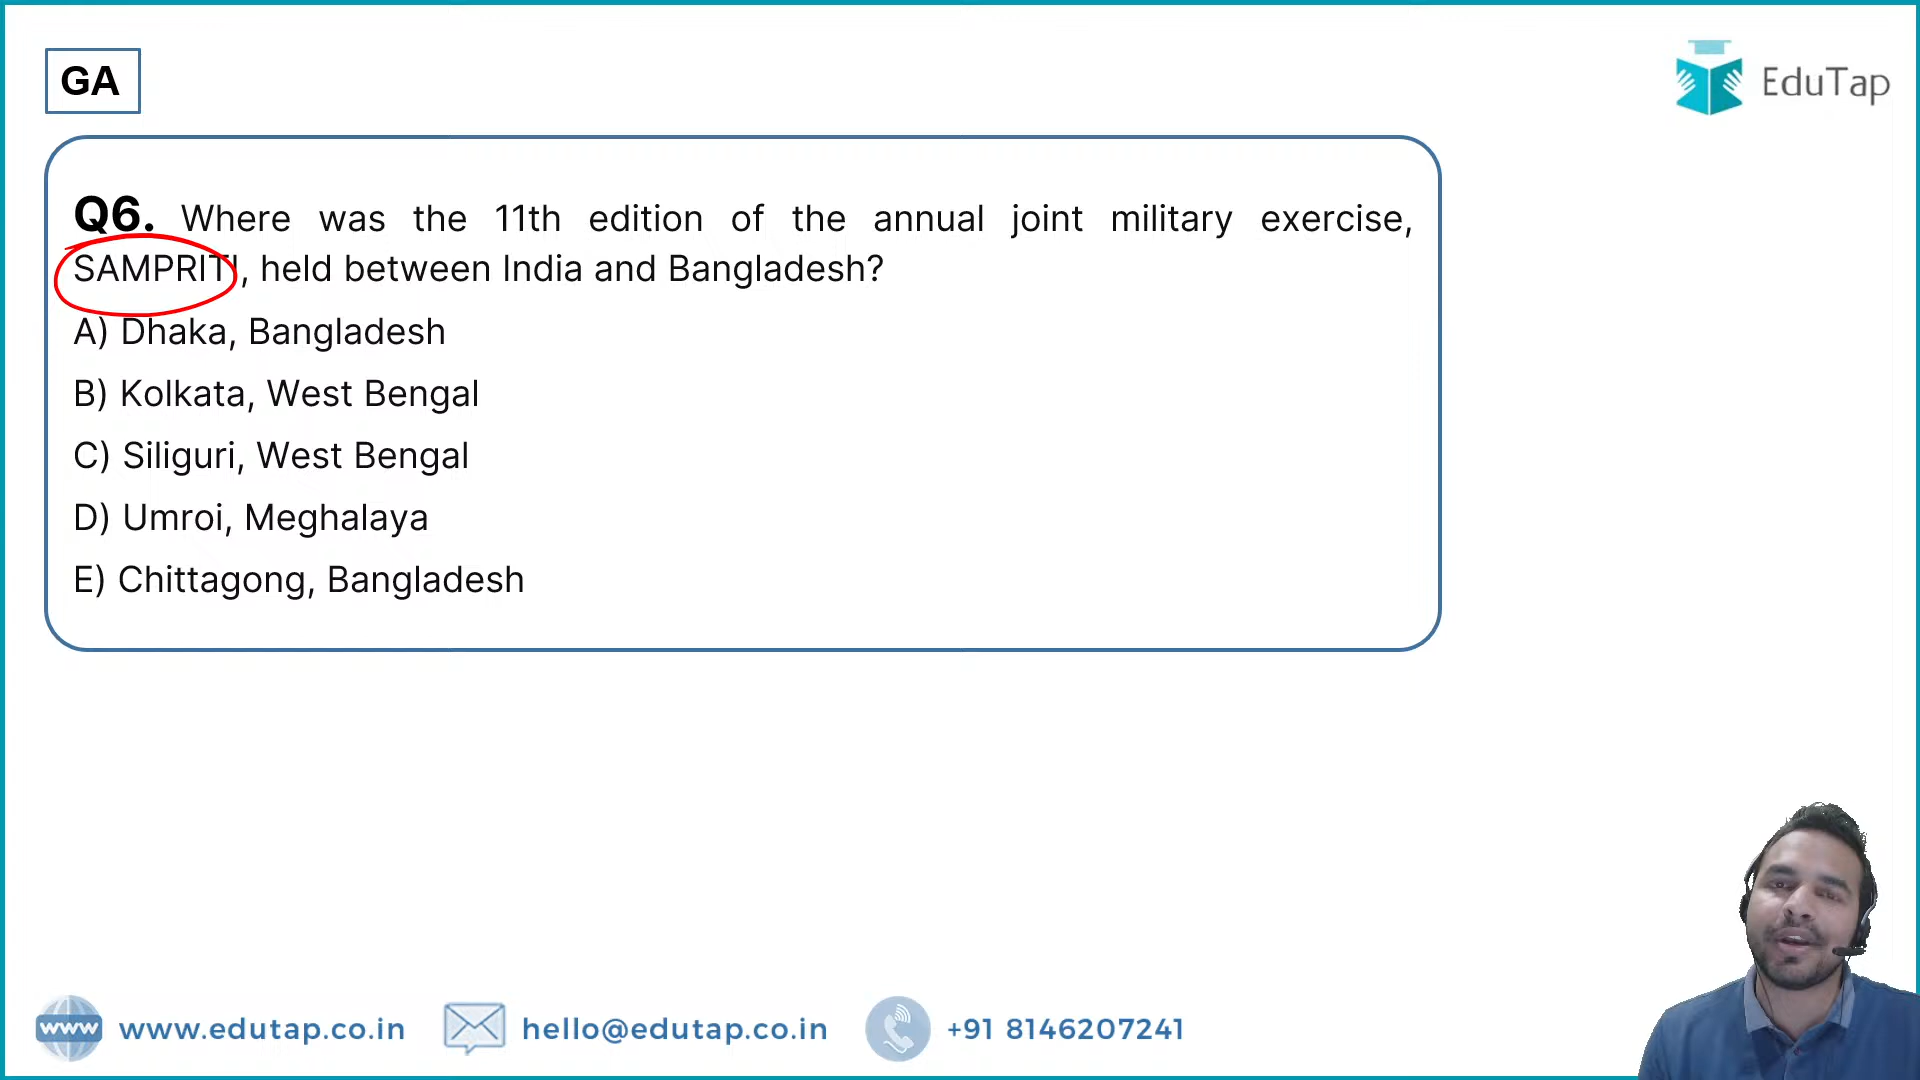 GA
EduTap
Q6. Where was the 11th edition of the annual joint military exercise,
SAMPRITI, held between India and Bangladesh?
A) Dhaka, Bangladesh
B) Kolkata, West Bengal
C) Siliguri, West Bengal
D) Umroi, Meghalaya
E) Chittagong, Bangladesh
www www.edutap.co.in hello@edutap.co.in +91 8146207241